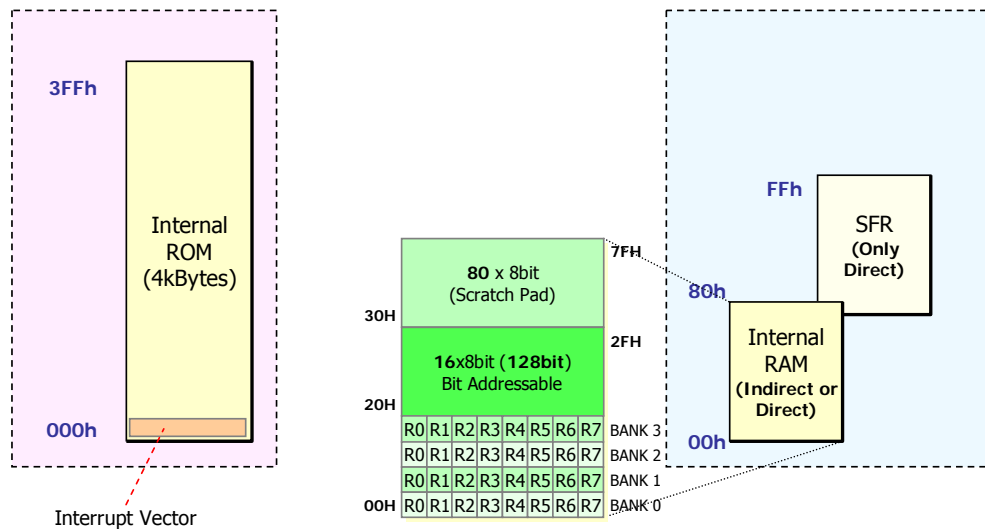 3FFh
Internal
ROM
(4kBytes)
000h
Interrupt Vector
80 x 8bit
(Scratch Pad)
7FH
30H
16x8bit (128bit)
Bit Addressable
2FH
20H
R0 R1 R2 R3 R4 R5 R6 R7 BANK 3
R0 R1 R2 R3 R4 R5 R6 R7 BANK 2
R0 R1 R2 R3 R4 R5 R6 R7 BANK 1
00H R0 R1 R2 R3 R4 R5 R6 R7 BANK 0
FFh
SFR
(Only
Direct)
80h
Internal
RAM
(Indirect or
Direct)
00h